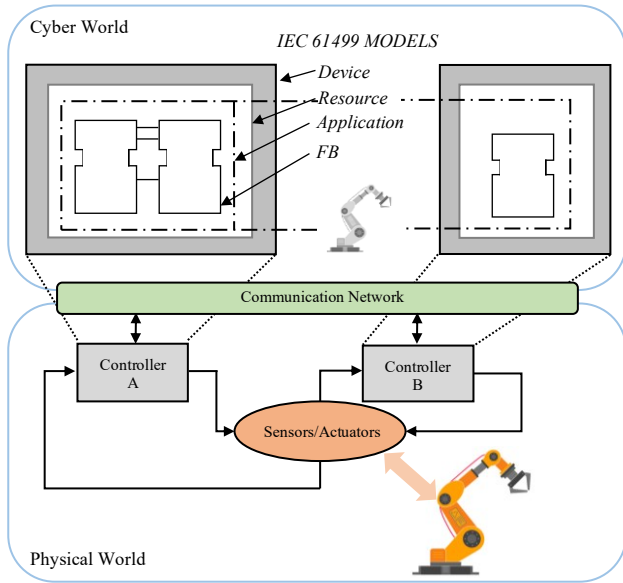 Cyber World
IEC 61499 MODELS
Device
Resource
Application
FB
Communication Network
Controller
A
Controller
B
Sensors/Actuators
Physical World